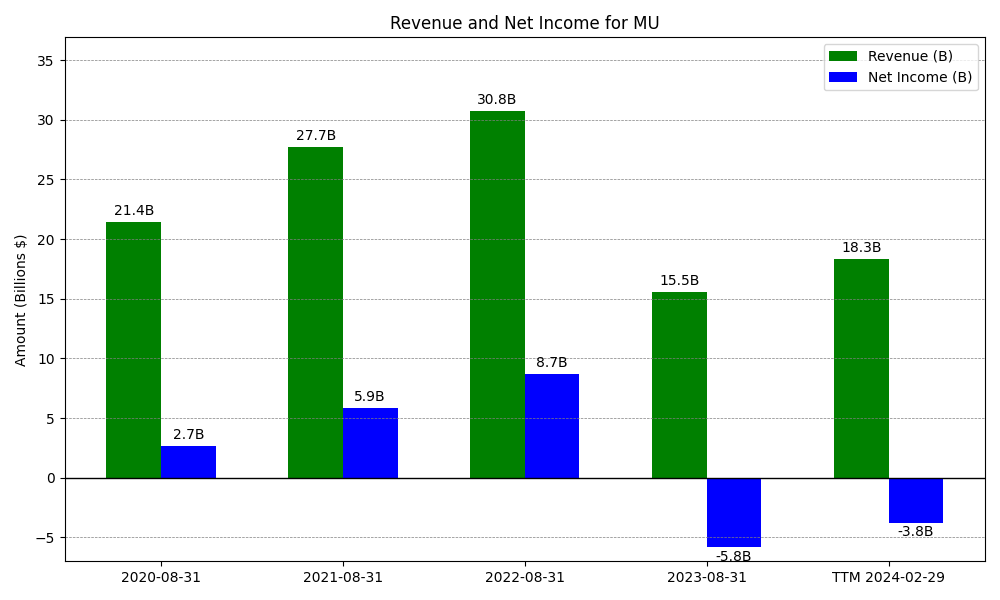 Revenue and Net Income for MU
Revenue (B)
Net Income (B)
Amount (Billions $)
35
30
25
20
15
10
5
0
−5
21.4B
2.7B
27.7B
5.9B
30.8B
8.7B
15.5B
-5.8B
18.3B
-3.8B
2020-08-31
2021-08-31
2022-08-31
2023-08-31
TTM 2024-02-29